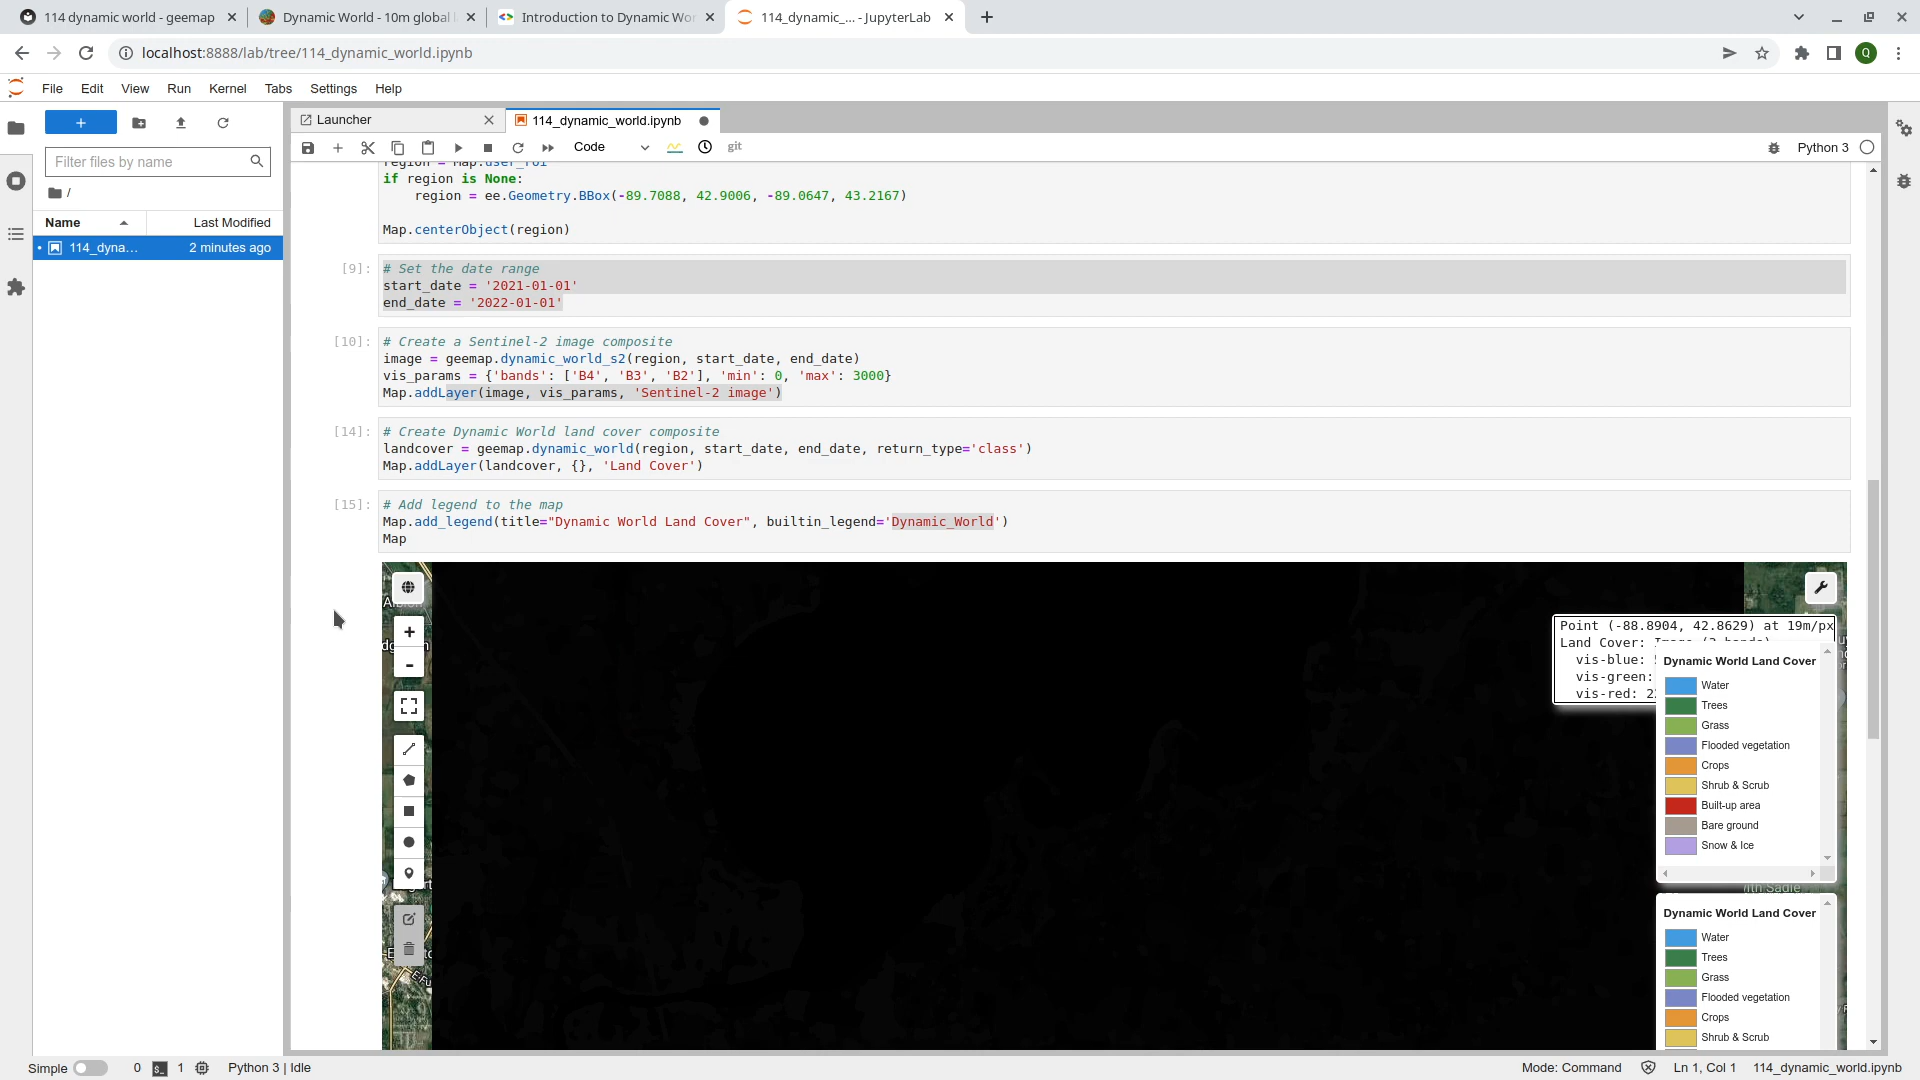 114 dynamic world - geemap
Dynamic World - 10m global l
Introduction to Dynamic Wo
114_dynamic_... - JupyterLab
localhost:8888/lab/tree/114_dynamic_world.ipynb
Q
File Edit View Run Kernel Tabs Settings Help
Launcher
114_dynamic_world.ipynb
Filter files by name
Code
git
Python 3
/
Name Last Modified
114_dyna... 2 minutes ago
region = Map.user_roi
if region is None:
region = ee.Geometry.BBox(-89.7088, 42.9006, -89.0647, 43.2167)
Map.centerObject(region)
[9]: # Set the date range
start_date = '2021-01-01'
end_date = '2022-01-01'
[10]: # Create a Sentinel-2 image composite
image = geemap.dynamic_world_s2(region, start_date, end_date)
vis_params = {'bands': ['B4', 'B3', 'B2'], 'min': 0, 'max': 3000}
Map.addLayer(image, vis_params, 'Sentinel-2 image')
[14]: # Create Dynamic World land cover composite
landcover = geemap.dynamic_world(region, start_date, end_date, return_type='class')
Map.addLayer(landcover, {}, 'Land Cover')
[15]: # Add legend to the map
Map.add_legend(title="Dynamic World Land Cover", builtin_legend='Dynamic_World')
Map
+
-
Point (-88.8904, 42.8629) at 19m/px
Land Cover:
vis-blue:
vis-green:
vis-red:
Dynamic World Land Cover
Water
Trees
Grass
Flooded vegetation
Crops
Shrub & Scrub
Built-up area
Bare ground
Snow & Ice
Dynamic World Land Cover
Water
Trees
Grass
Flooded vegetation
Crops
Shrub & Scrub
Simple 0 1 Python 3 | Idle
Mode: Command Ln 1, Col 1 114_dynamic_world.ipynb